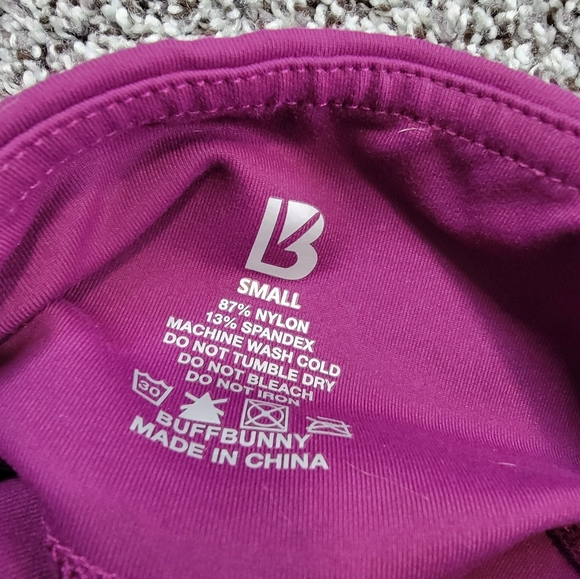 B
SMALL
87% NYLON
13% SPANDEX
MACHINE WASH COLD
DO NOT TUMBLE DRY
DO NOT BLEACH
DO NOT IRON
30
BUFFBUNNY
MADE IN CHINA